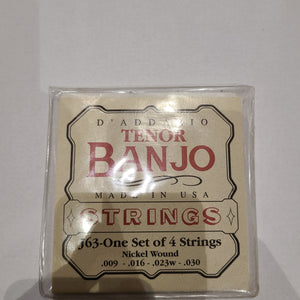 D'ADDARIO
TENOR
BANJO
MADE IN USA
STRINGS
J63-One Set of 4 Strings
Nickel Wound
.009 - .016 - .023w - .030